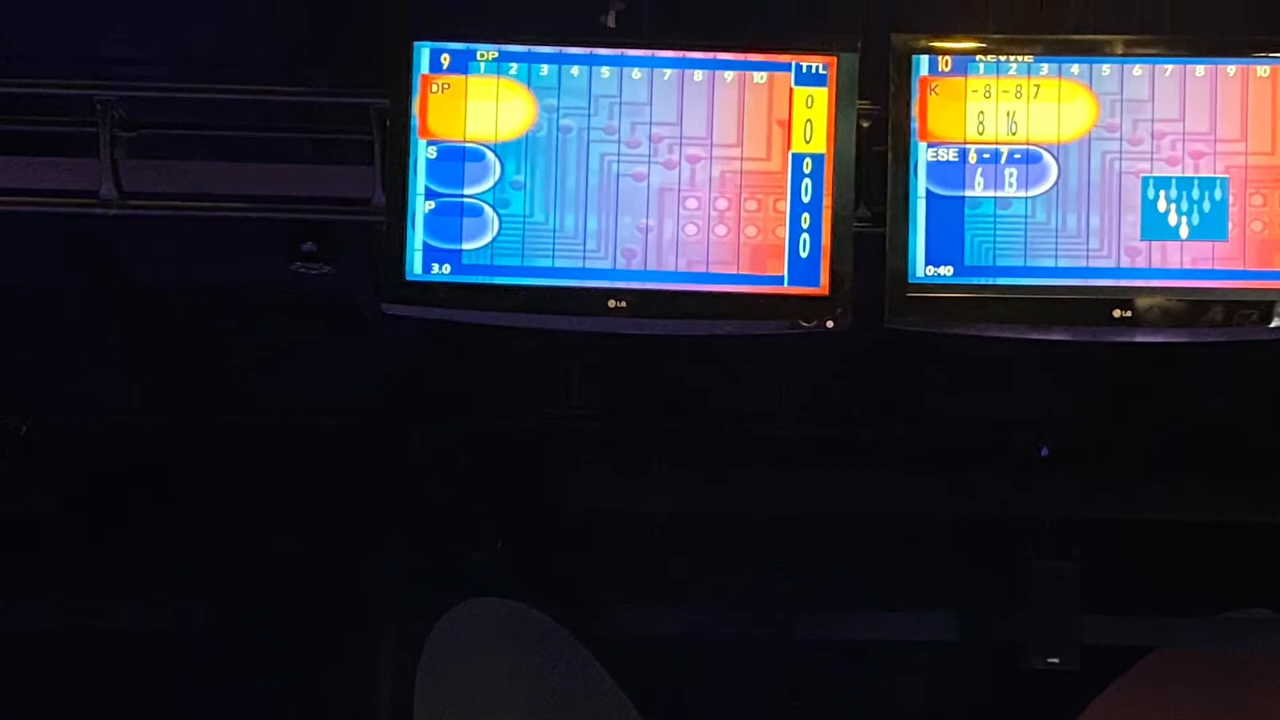 9 DP
1 2 3 4 5 6 7 8 9 10 TTL
DP 0
0
S 0
0
P 0
0
3.0
LG
10 KEVWE
1 2 3 4 5 6 7 8 9 10
K - 8 - 8 7
8 16
ESE 6 - 7 -
6 13
0:40
LG